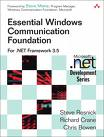 Foreword by Steve Maine, Program Manager,
Windows Communication Foundation, Microsoft
Essential Windows
Communication
Foundation
For .NET Framework 3.5
Microsoft
.net
Development
Series
Steve Resnick
Richard Crane
Chris Bowen